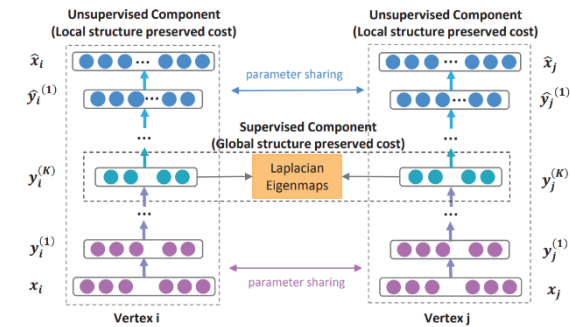 Unsupervised Component
(Local structure preserved cost)
Unsupervised Component
(Local structure preserved cost)
x̂ᵢ
...
x̂ⱼ
...
parameter sharing
ŷᵢ⁽¹⁾
...
ŷⱼ⁽¹⁾
...
...
...
Supervised Component
(Global structure preserved cost)
yᵢ⁽ᴷ⁾
Laplacian
Eigenmaps
yⱼ⁽ᴷ⁾
...
...
yᵢ⁽¹⁾
yⱼ⁽¹⁾
parameter sharing
xᵢ
xⱼ
Vertex i
Vertex j